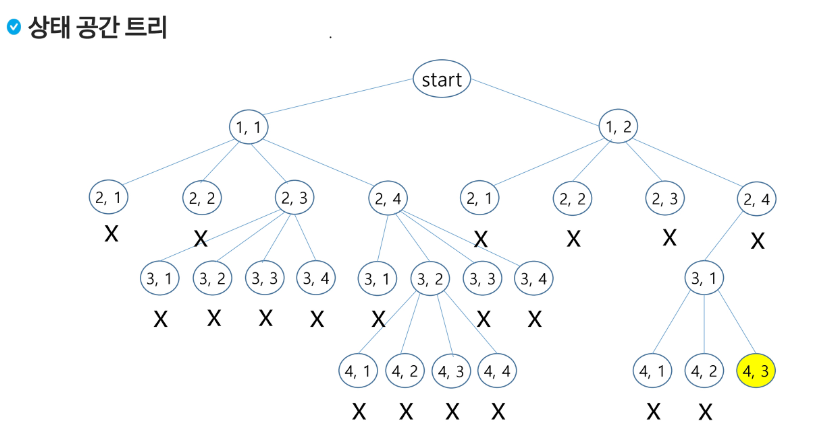 상태 공간 트리
start
1, 1 1, 2
2, 1 2, 2 2, 3 2, 4 2, 1 2, 2 2, 3 2, 4
X X X X X X
3, 1 3, 2 3, 3 3, 4 3, 1 3, 2 3, 3 3, 4 3, 1
X X X X X X X
4, 1 4, 2 4, 3 4, 4 4, 1 4, 2 4, 3
X X X X X X